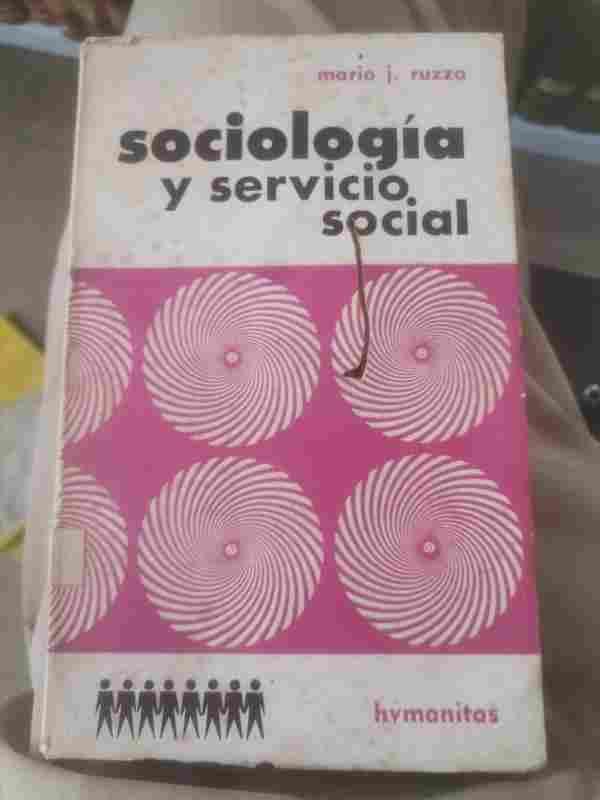 mario j. ruzzo
sociología
y servicio
social
hvmanitas